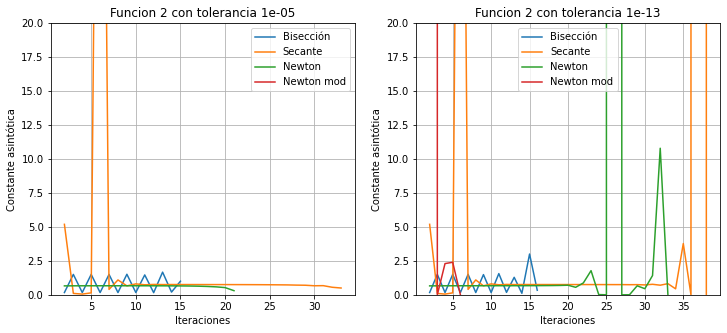 Funcion 2 con tolerancia 1e-05
20.0
17.5
15.0
12.5
10.0
7.5
5.0
2.5
0.0
Constante asintótica
Bisección
Secante
Newton
Newton mod
5
10
15
20
25
30
Iteraciones
Funcion 2 con tolerancia 1e-13
20.0
17.5
15.0
12.5
10.0
7.5
5.0
2.5
0.0
Constante asintótica
Bisección
Secante
Newton
Newton mod
5
10
15
20
25
30
35
Iteraciones